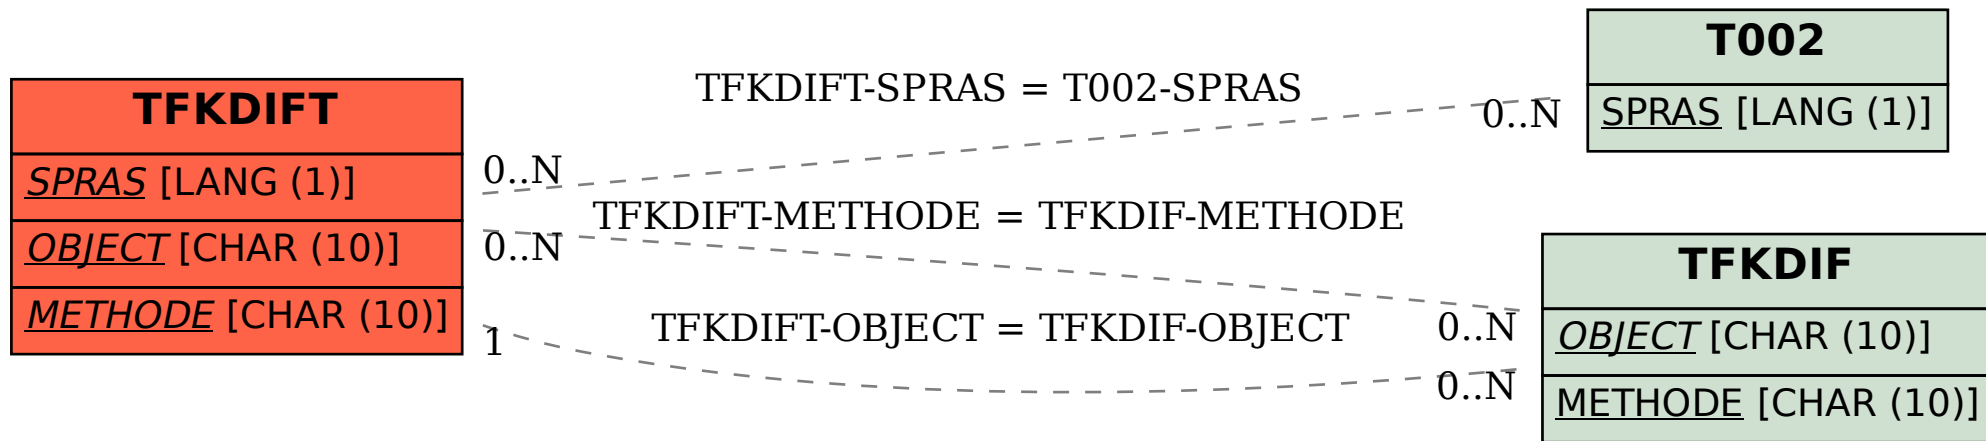 TFKDIFT
SPRAS [LANG (1)]
OBJECT [CHAR (10)]
METHODE [CHAR (10)]
TFKDIFT-SPRAS = T002-SPRAS
0..N
0..N
TFKDIFT-METHODE = TFKDIF-METHODE
0..N
0..N
TFKDIFT-OBJECT = TFKDIF-OBJECT
1
0..N
T002
SPRAS [LANG (1)]
TFKDIF
OBJECT [CHAR (10)]
METHODE [CHAR (10)]